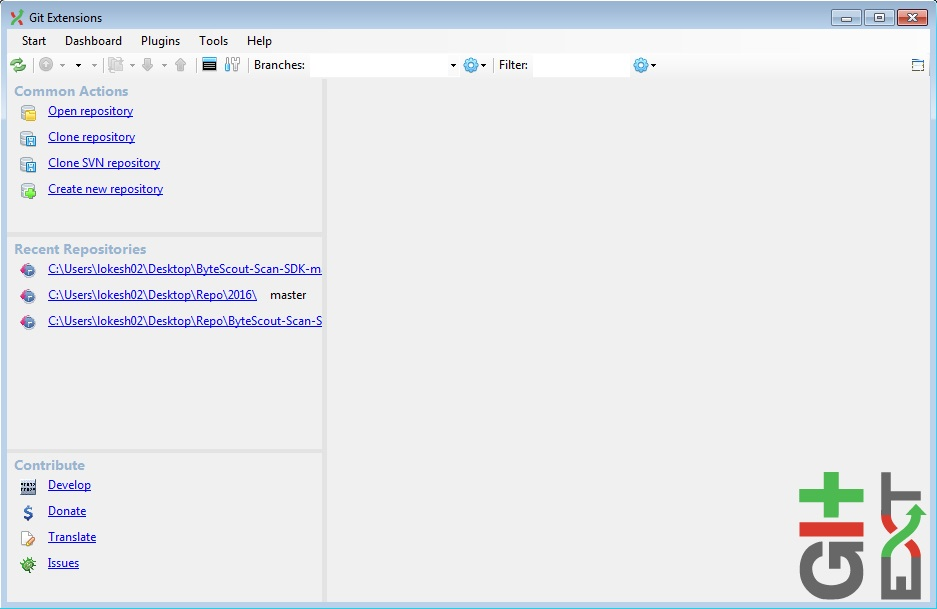 Git Extensions
Start Dashboard Plugins Tools Help
Branches: Filter:
Common Actions
Open repository
Clone repository
Clone SVN repository
Create new repository
Recent Repositories
C:\Users\lokesh02\Desktop\ByteScout-Scan-SDK-m
C:\Users\lokesh02\Desktop\Repo\2016\ master
C:\Users\lokesh02\Desktop\Repo\ByteScout-Scan-S
Contribute
Develop
Donate
Translate
Issues
GIT
EXT